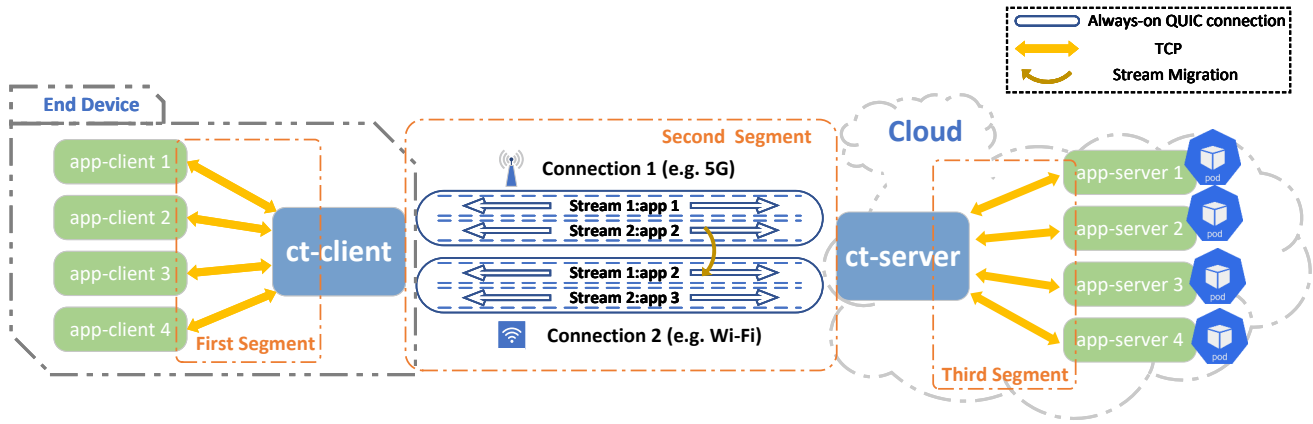 Always-on QUIC connection
TCP
Stream Migration
End Device
app-client 1
app-client 2
app-client 3
app-client 4
First Segment
ct-client
Second Segment
Connection 1 (e.g. 5G)
Stream 1:app 1
Stream 2:app 2
Stream 1:app 2
Stream 2:app 3
Connection 2 (e.g. Wi-Fi)
Cloud
ct-server
Third Segment
app-server 1
pod
app-server 2
pod
app-server 3
pod
app-server 4
pod